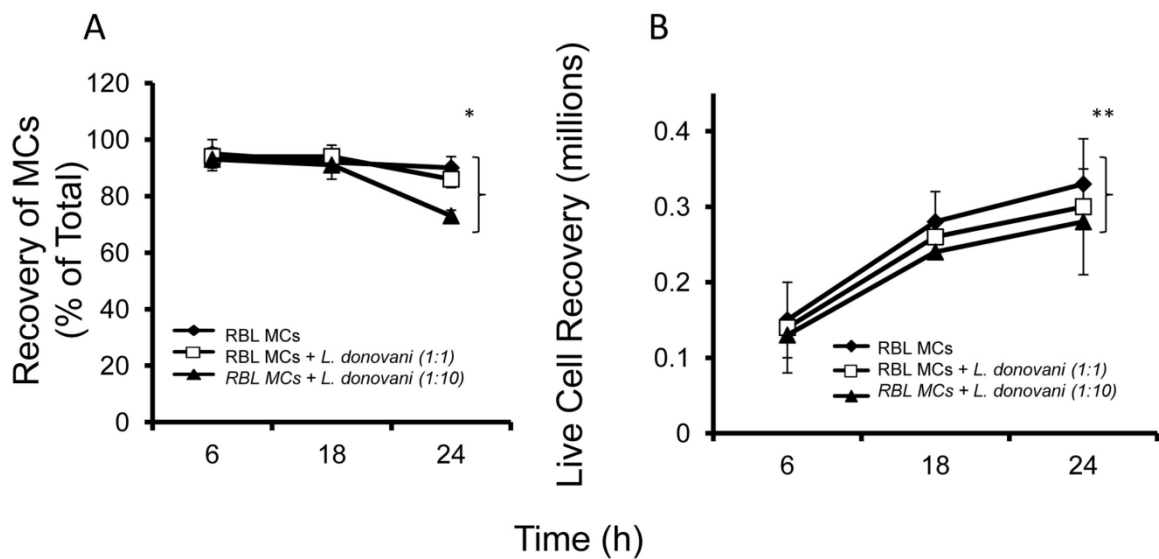 A
Recovery of MCs
(% of Total)
120
100
80
60
40
20
0
*
RBL MCs
RBL MCs + L. donovani (1:1)
RBL MCs + L. donovani (1:10)
6 18 24
B
Live Cell Recovery (millions)
0.4
0.3
0.2
0.1
0
**
RBL MCs
RBL MCs + L. donovani (1:1)
RBL MCs + L. donovani (1:10)
6 18 24
Time (h)